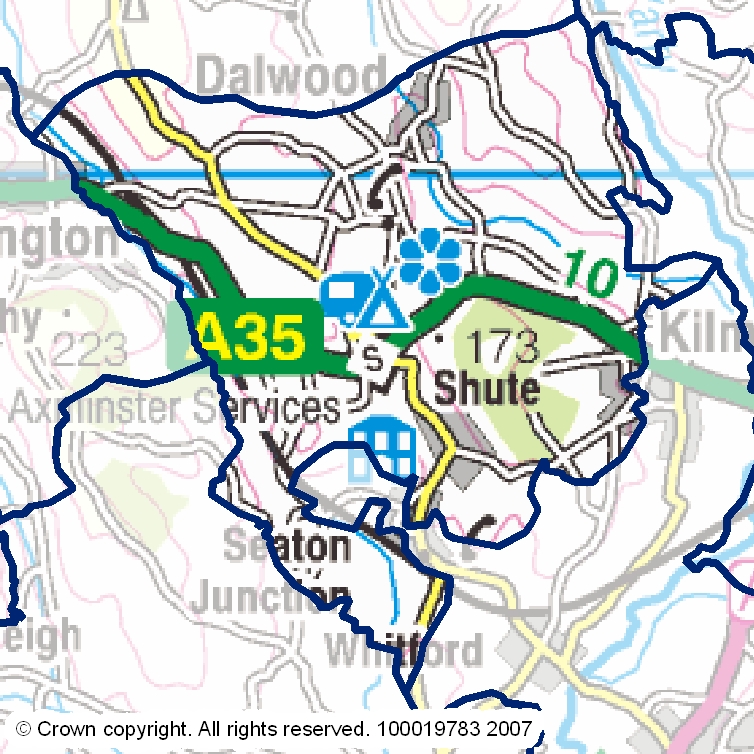 Dalwood
ngton
10
hy
223
A35
173
Kiln
S
Shute
Axminster Services
Seaton
Junction
eigh
Whitford
© Crown copyright. All rights reserved. 100019783 2007